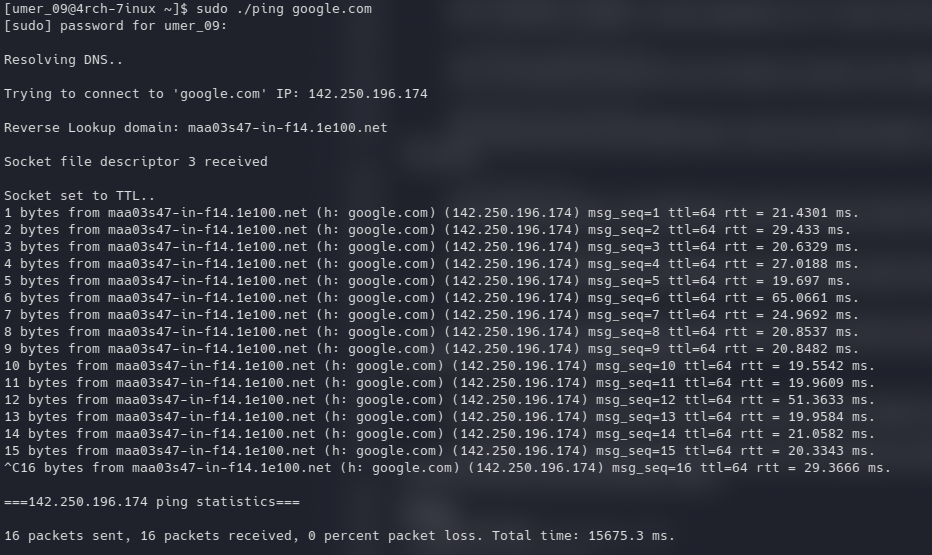 [umer_09@4rch-7inux ~]$ sudo ./ping google.com
[sudo] password for umer_09:
Resolving DNS..
Trying to connect to 'google.com' IP: 142.250.196.174
Reverse Lookup domain: maa03s47-in-f14.1e100.net
Socket file descriptor 3 received
Socket set to TTL..
1 bytes from maa03s47-in-f14.1e100.net (h: google.com) (142.250.196.174) msg_seq=1 ttl=64 rtt = 21.4301 ms.
2 bytes from maa03s47-in-f14.1e100.net (h: google.com) (142.250.196.174) msg_seq=2 ttl=64 rtt = 29.433 ms.
3 bytes from maa03s47-in-f14.1e100.net (h: google.com) (142.250.196.174) msg_seq=3 ttl=64 rtt = 20.6329 ms.
4 bytes from maa03s47-in-f14.1e100.net (h: google.com) (142.250.196.174) msg_seq=4 ttl=64 rtt = 27.0188 ms.
5 bytes from maa03s47-in-f14.1e100.net (h: google.com) (142.250.196.174) msg_seq=5 ttl=64 rtt = 19.697 ms.
6 bytes from maa03s47-in-f14.1e100.net (h: google.com) (142.250.196.174) msg_seq=6 ttl=64 rtt = 65.0661 ms.
7 bytes from maa03s47-in-f14.1e100.net (h: google.com) (142.250.196.174) msg_seq=7 ttl=64 rtt = 24.9692 ms.
8 bytes from maa03s47-in-f14.1e100.net (h: google.com) (142.250.196.174) msg_seq=8 ttl=64 rtt = 20.8537 ms.
9 bytes from maa03s47-in-f14.1e100.net (h: google.com) (142.250.196.174) msg_seq=9 ttl=64 rtt = 20.8482 ms.
10 bytes from maa03s47-in-f14.1e100.net (h: google.com) (142.250.196.174) msg_seq=10 ttl=64 rtt = 19.5542 ms.
11 bytes from maa03s47-in-f14.1e100.net (h: google.com) (142.250.196.174) msg_seq=11 ttl=64 rtt = 19.9609 ms.
12 bytes from maa03s47-in-f14.1e100.net (h: google.com) (142.250.196.174) msg_seq=12 ttl=64 rtt = 51.3633 ms.
13 bytes from maa03s47-in-f14.1e100.net (h: google.com) (142.250.196.174) msg_seq=13 ttl=64 rtt = 19.9584 ms.
14 bytes from maa03s47-in-f14.1e100.net (h: google.com) (142.250.196.174) msg_seq=14 ttl=64 rtt = 21.0582 ms.
15 bytes from maa03s47-in-f14.1e100.net (h: google.com) (142.250.196.174) msg_seq=15 ttl=64 rtt = 20.3343 ms.
^C16 bytes from maa03s47-in-f14.1e100.net (h: google.com) (142.250.196.174) msg_seq=16 ttl=64 rtt = 29.3666 ms.
===142.250.196.174 ping statistics===
16 packets sent, 16 packets received, 0 percent packet loss. Total time: 15675.3 ms.